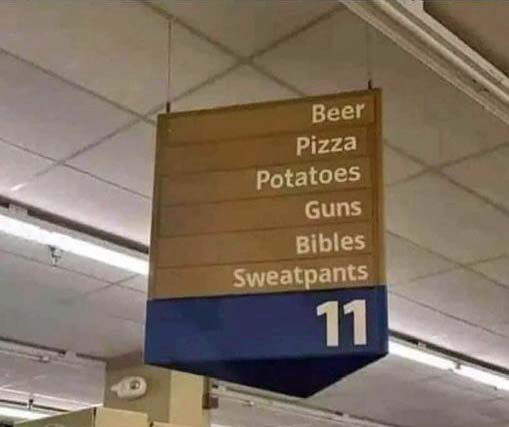 Beer
Pizza
Potatoes
Guns
Bibles
Sweatpants
11